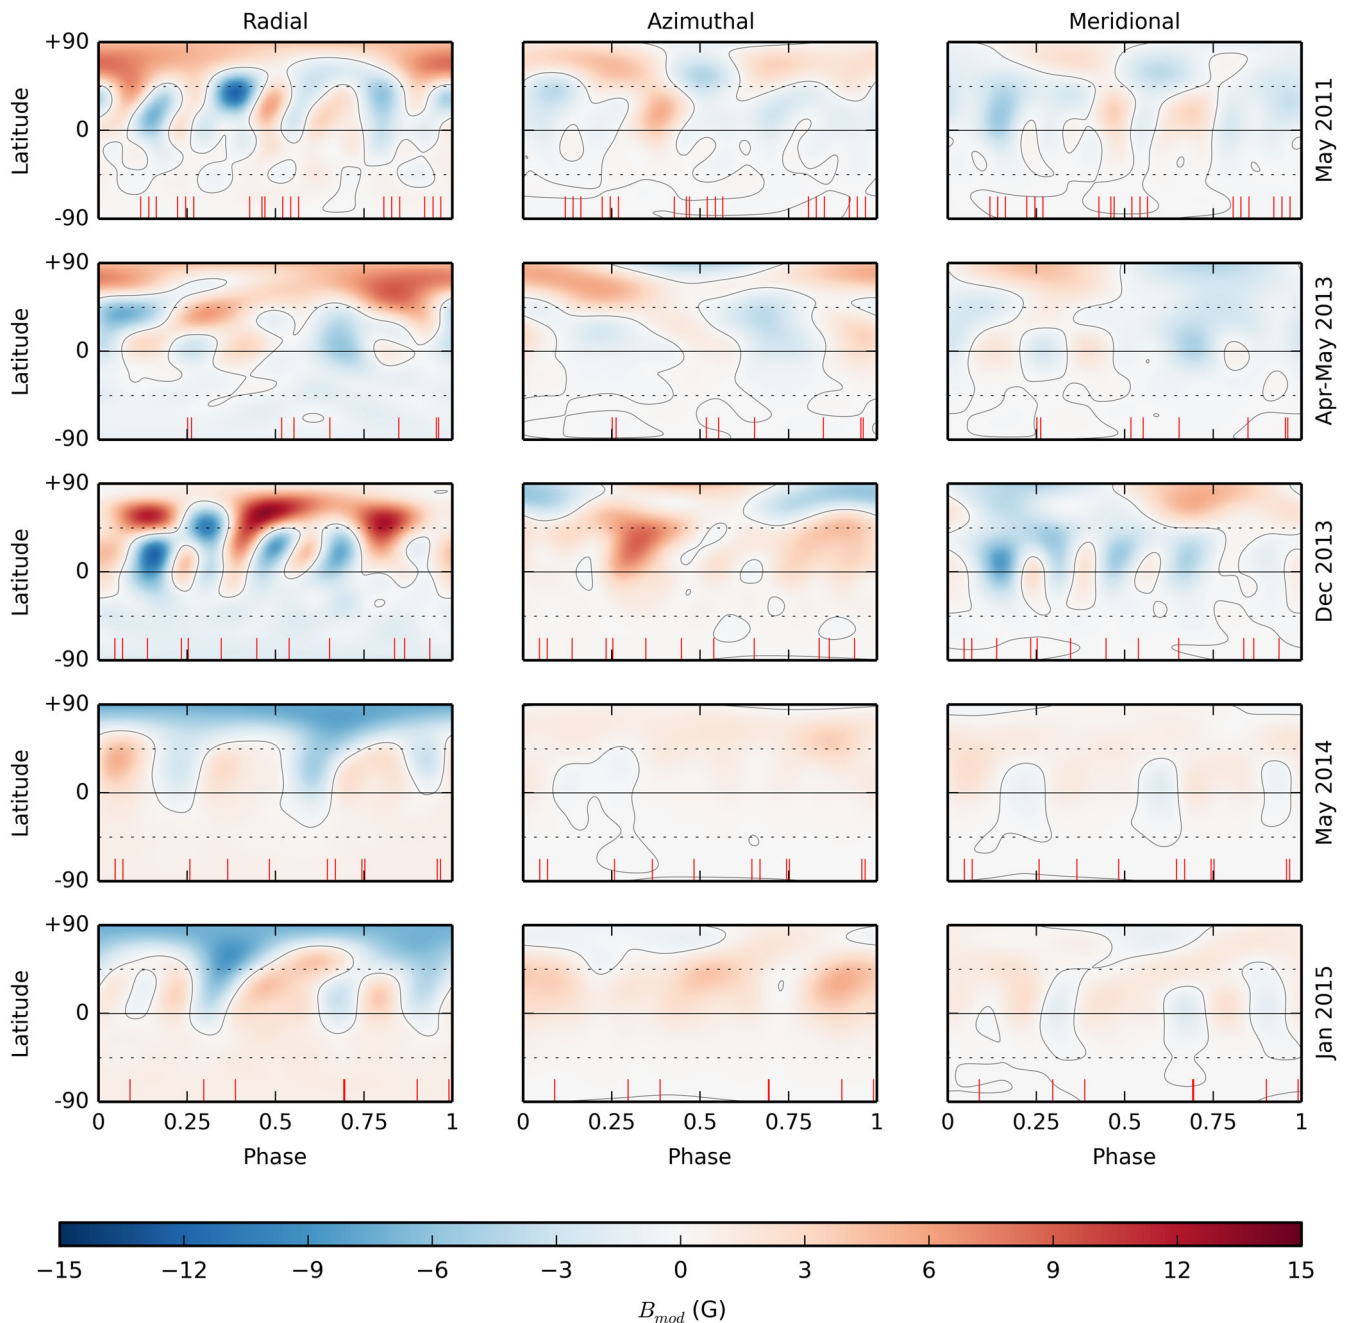 Radial Azimuthal Meridional
+90
0
-90
Latitude
May 2011
+90
0
-90
Latitude
Apr-May 2013
+90
0
-90
Latitude
Dec 2013
+90
0
-90
Latitude
May 2014
+90
0
-90
Latitude
Jan 2015
0 0.25 0.5 0.75 1 0 0.25 0.5 0.75 1 0 0.25 0.5 0.75 1
Phase Phase Phase
−15 −12 −9 −6 −3 0 3 6 9 12 15
B_mod (G)